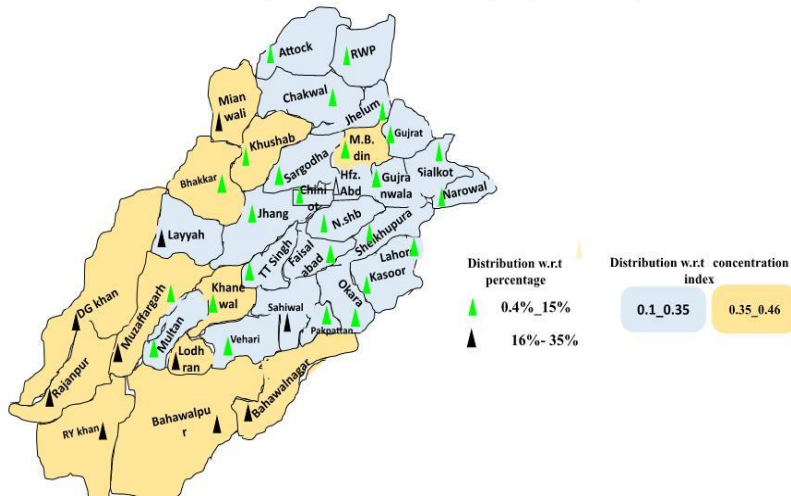 Attock
RWP
Chakwal
Jhelum
Mian
wali
Khushab
M.B.
din
Gujrat
Sialkot
Bhakkar
Sargodha
Hfz.
Abd
Gujra
nwala
Narowal
Chini
ot
Jhang
N.shb
Sheikhupura
Layyah
TT Singh
Faisal
abad
Lahor
Kasoor
DG khan
Muzaffargarh
Khane
wal
Sahiwal
Okara
Multan
Vehari
Pakpattan
Lodh
ran
Rajanpur
Bahawalnagar
RY khan
Bahawalpu
r
Distribution w.r.t
percentage
0.4%_15%
16%- 35%
Distribution w.r.t concentration
index
0.1_0.35
0.35_0.46